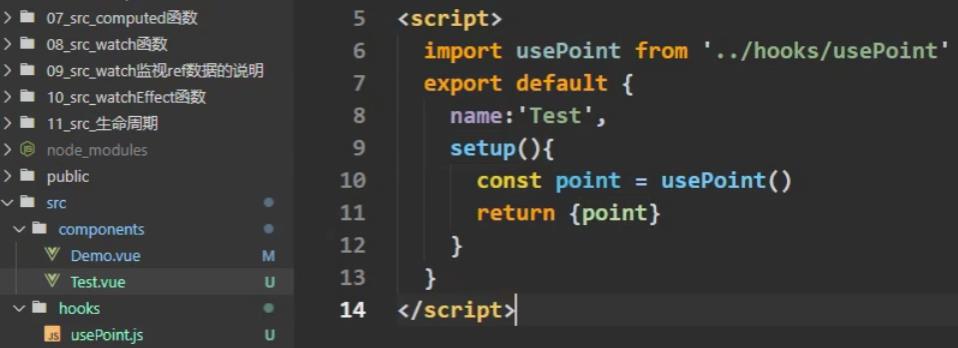 07_src_computed函数
08_src_watch函数
09_src_watch监视ref数据的说明
10_src_watchEffect函数
11_src_生命周期
node_modules
public
src
components
Demo.vue M
Test.vue U
hooks
JS usePoint.js U
5 <script>
6 import usePoint from '../hooks/usePoint'
7 export default {
8 name:'Test',
9 setup(){
10 const point = usePoint()
11 return {point}
12 }
13 }
14 </script>